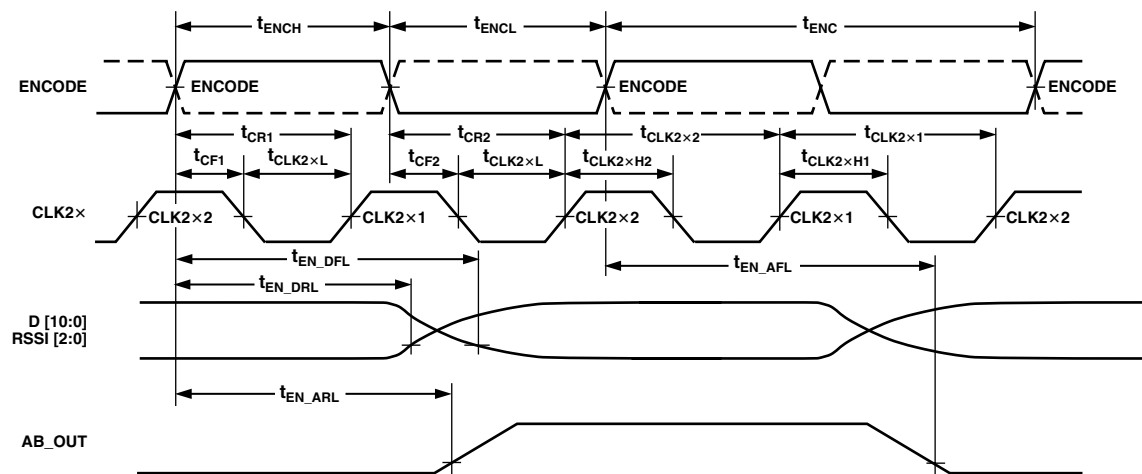 tENCH tENCL tENC
ENCODE ENCODE ENCODE ENCODE
tCR1 tCR2 tCLK2×2 tCLK2×1
tCF1 tCLK2×L tCF2 tCLK2×L tCLK2×H2 tCLK2×H1
CLK2× CLK2×2 CLK2×1 CLK2×2 CLK2×1 CLK2×2
tEN_DFL tEN_AFL
tEN_DRL
D [10:0]
RSSI [2:0]
tEN_ARL
AB_OUT